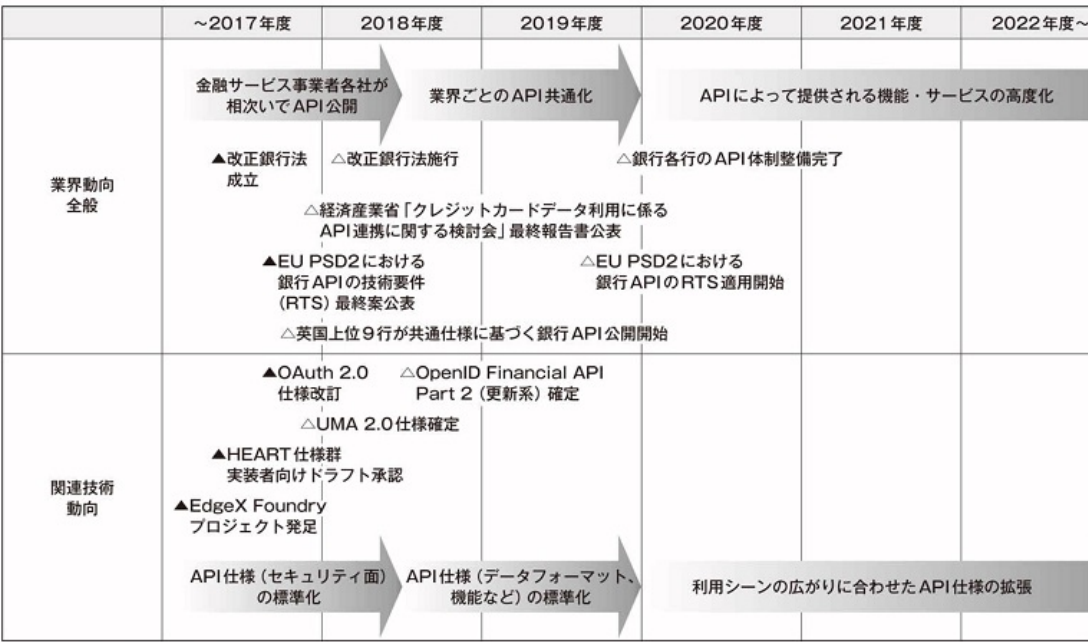 ～2017年度
2018年度
2019年度
2020年度
2021年度
2022年度～
業界動向
全般
金融サービス事業者各社が
相次いでAPI公開
業界ごとのAPI共通化
APIによって提供される機能・サービスの高度化
▲改正銀行法
成立
△改正銀行法施行
△銀行各行のAPI体制整備完了
△経済産業省「クレジットカードデータ利用に係る
API連携に関する検討会」最終報告書公表
▲EU PSD2における
銀行APIの技術要件
（RTS）最終案公表
△EU PSD2における
銀行APIのRTS適用開始
△英国上位9行が共通仕様に基づく銀行API公開開始
関連技術
動向
▲OAuth 2.0
仕様改訂
△OpenID Financial API
Part 2（更新系）確定
△UMA 2.0仕様確定
▲HEART仕様群
実装者向けドラフト承認
▲EdgeX Foundry
プロジェクト発足
API仕様（セキュリティ面）
の標準化
API仕様（データフォーマット、
機能など）の標準化
利用シーンの広がりに合わせたAPI仕様の拡張